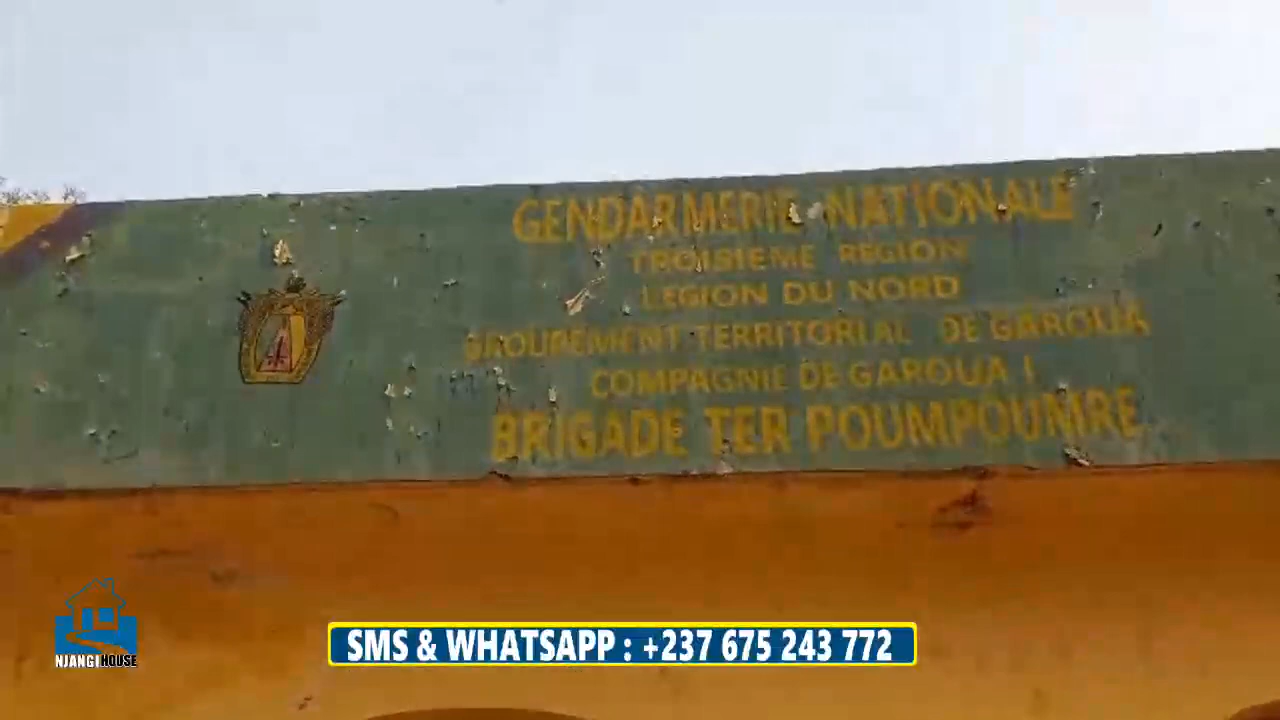 GENDARMERIE NATIONALE
TROISIEME REGION
LEGION DU NORD
GROUPEMENT TERRITORIAL DE GAROUA
COMPAGNIE DE GAROUA I
BRIGADE TER POUMPOUMRE
NJANGI HOUSE
SMS & WHATSAPP : +237 675 243 772